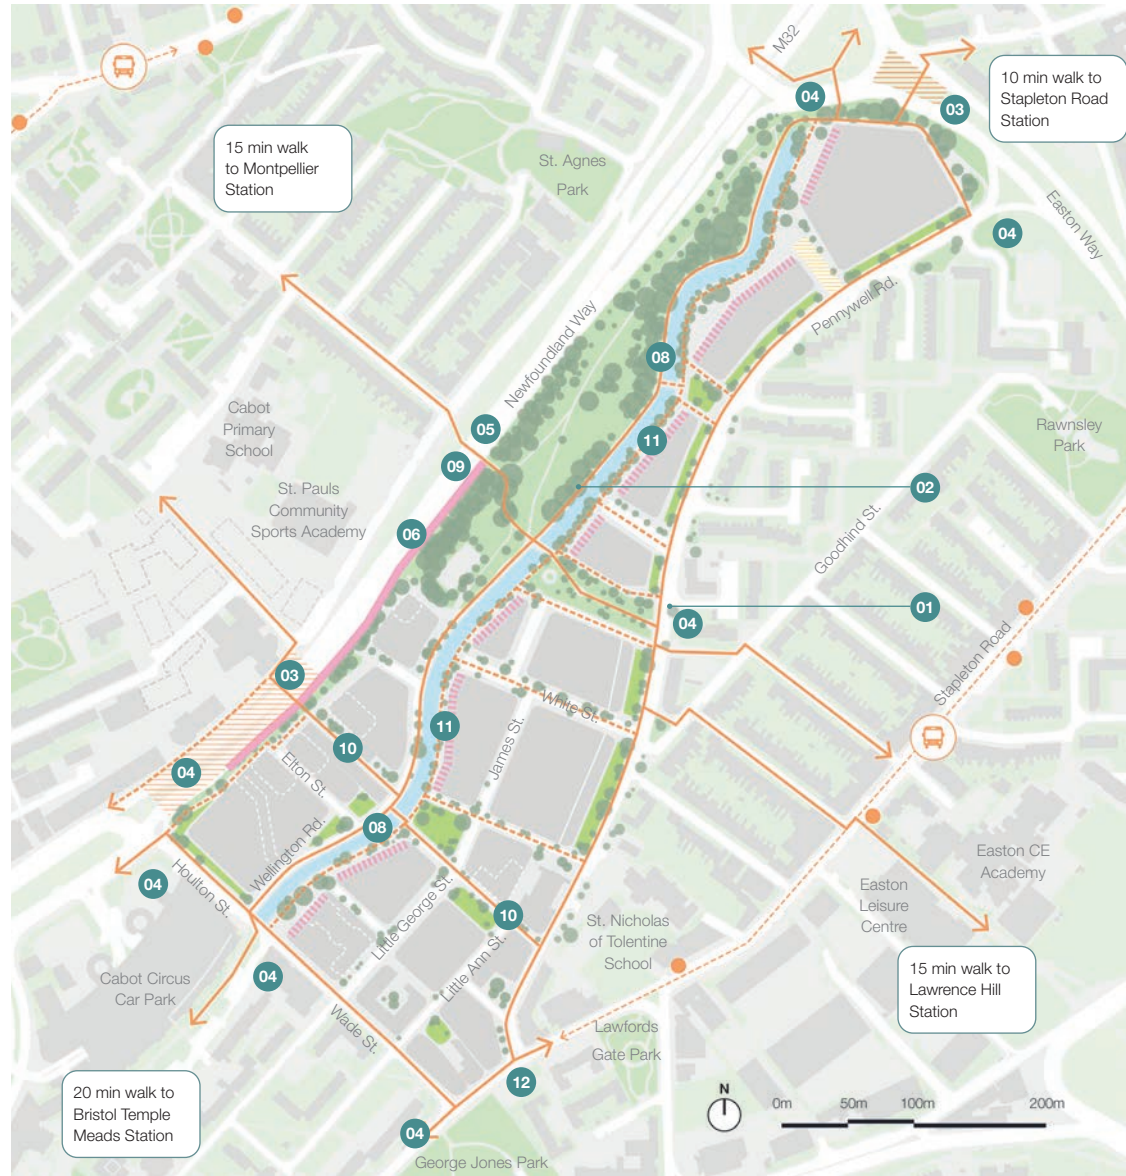 M32
04
03
10 min walk to
Stapleton Road
Station
15 min walk
to Montpellier
Station
St. Agnes
Park
04
Easton Way
Pennywell Rd.
Newfoundland Way
08
Cabot
Primary
School
05
09
11
Rawnsley
Park
St. Pauls
Community
Sports Academy
02
06
Goodhind St.
01
04
Stapleton Road
03
White St.
11
James St.
10
04
Elton St.
08
Wellington Rd.
04
Houlton St.
Little George St.
10
Little Ann St.
St. Nicholas
of Tolentine
School
Easton CE
Academy
Easton
Leisure
Centre
Cabot Circus
Car Park
04
Wade St.
15 min walk to
Lawrence Hill
Station
Lawfords
Gate Park
12
20 min walk to
Bristol Temple
Meads Station
04
George Jones Park
N
0m 50m 100m 200m